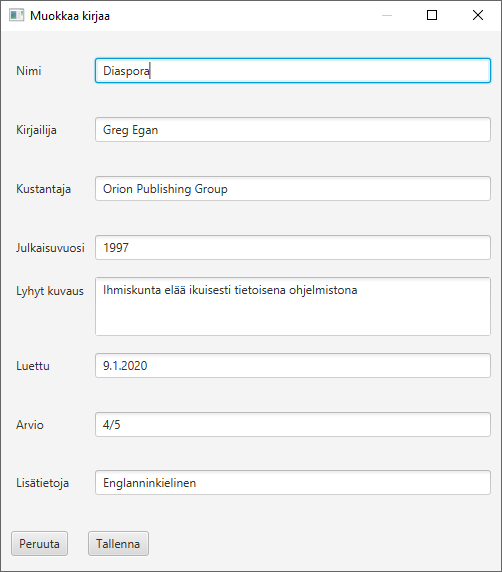 Muokkaa kirjaa
Nimi Diaspora
Kirjailija Greg Egan
Kustantaja Orion Publishing Group
Julkaisuvuosi 1997
Lyhyt kuvaus Ihmiskunta elää ikuisesti tietoisena ohjelmistona
Luettu 9.1.2020
Arvio 4/5
Lisätietoja Englanninkielinen
Peruuta Tallenna